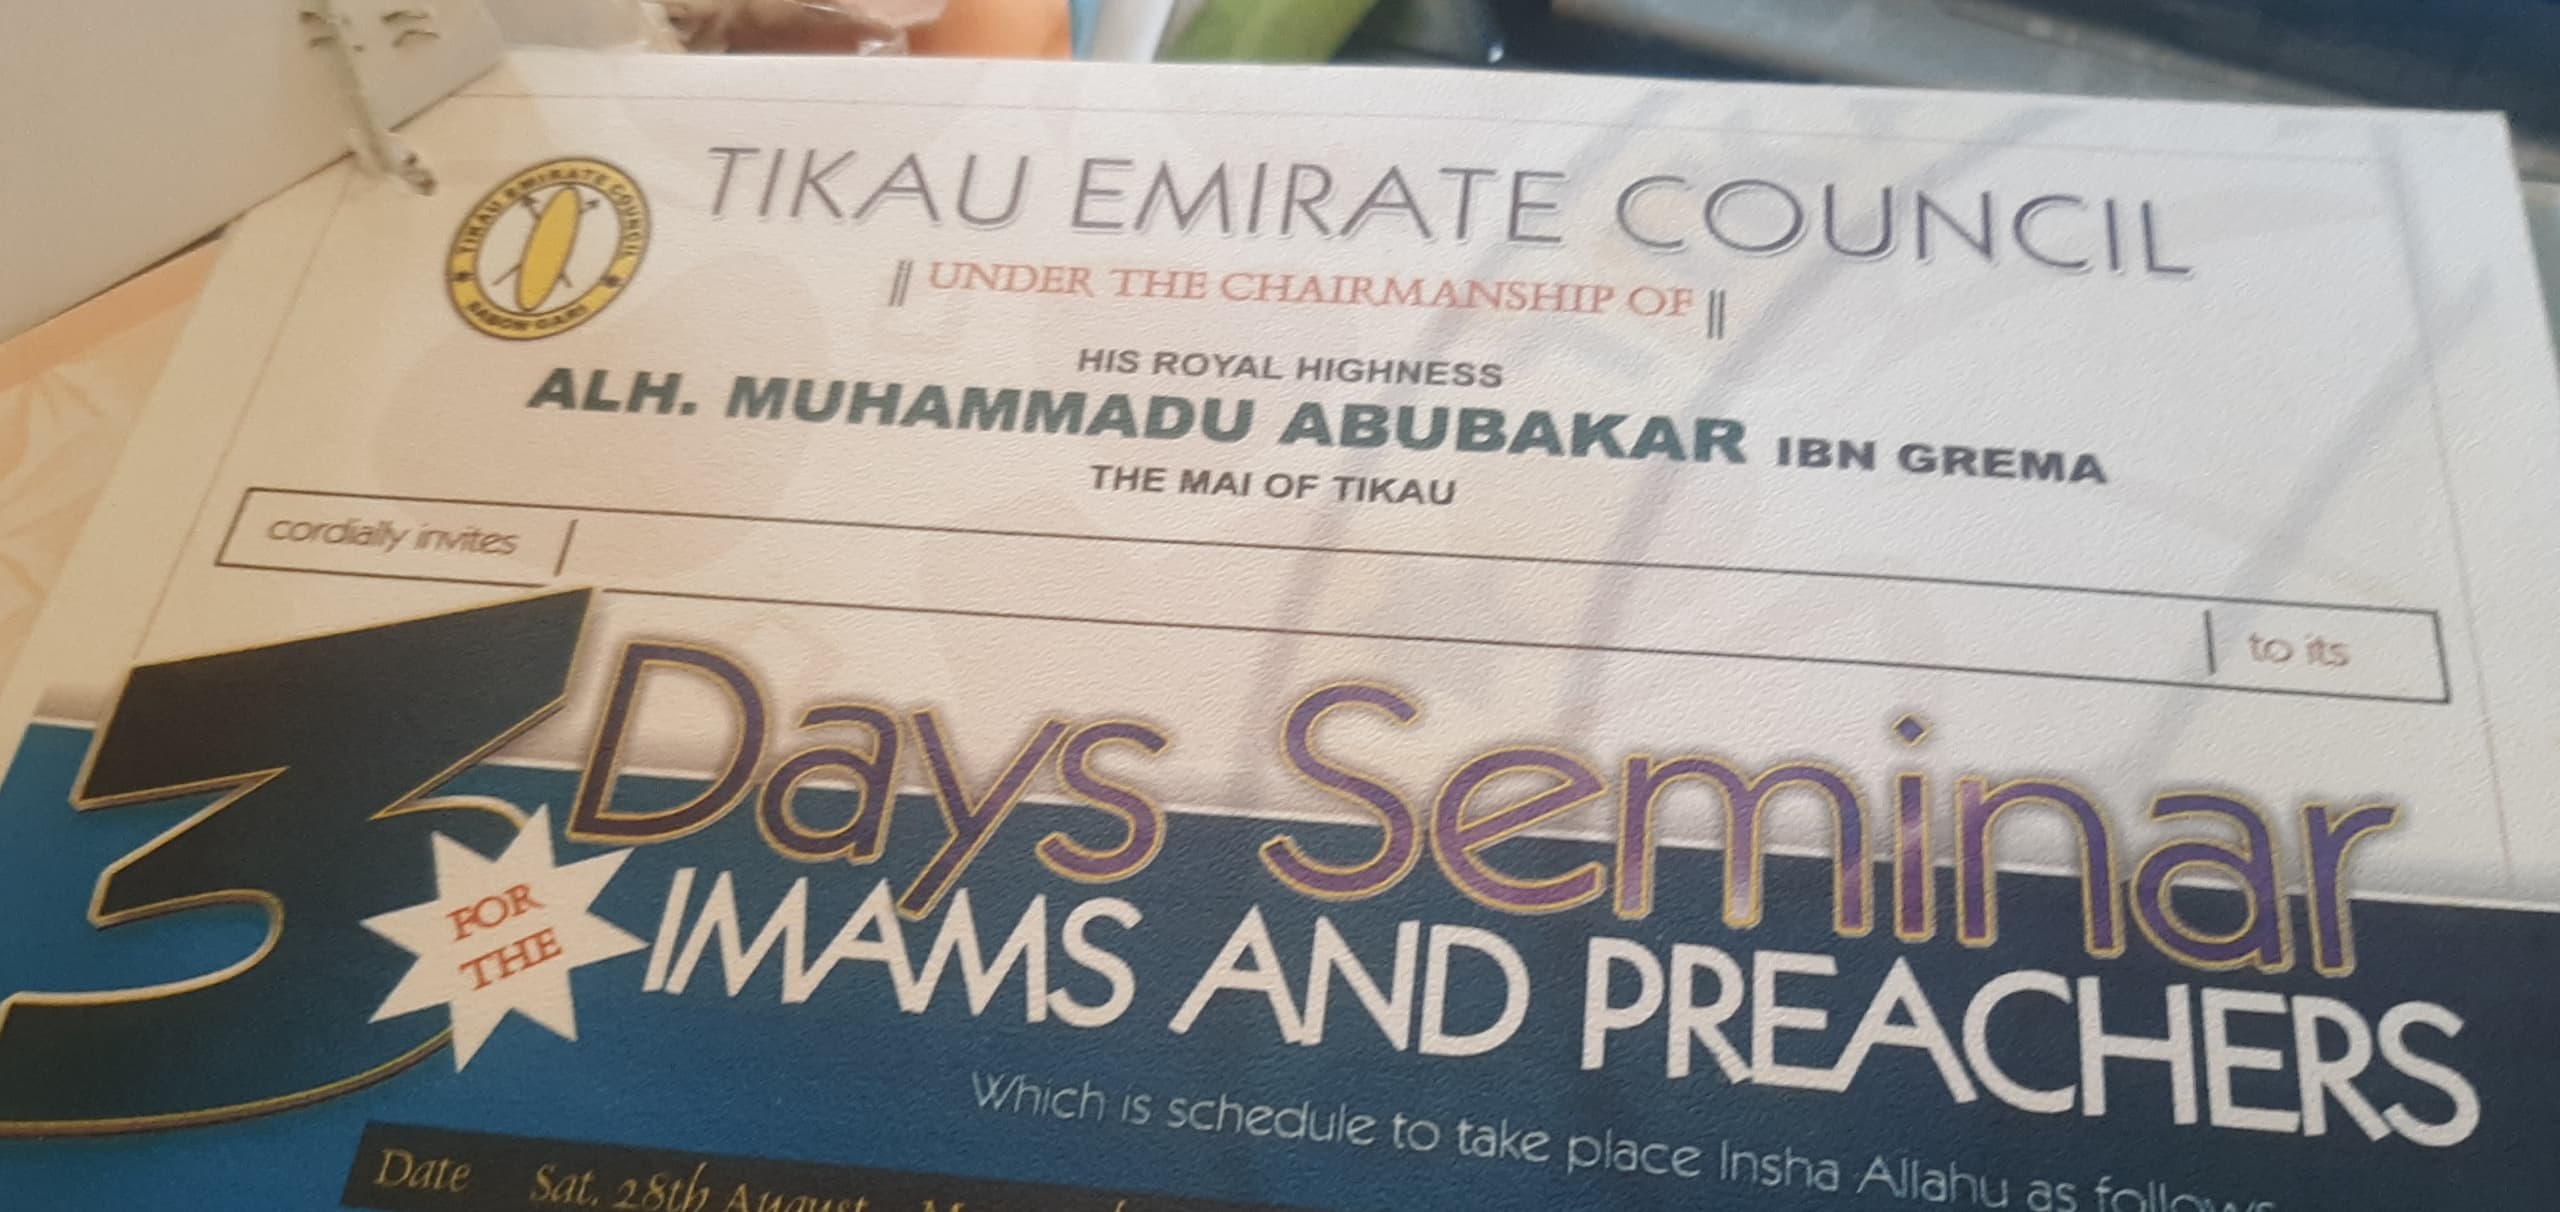 TIKAU EMIRATE COUNCIL
TIKAU EMIRATE COUNCIL
SABON GARI
UNDER THE CHAIRMANSHIP OF
HIS ROYAL HIGHNESS
ALH. MUHAMMADU ABUBAKAR IBN GREMA
THE MAI OF TIKAU
cordially invites
to its
3 Days Seminar
FOR
THE
IMAMS AND PREACHERS
Which is schedule to take place Insha Allahu as follows
Date Sat. 28th August